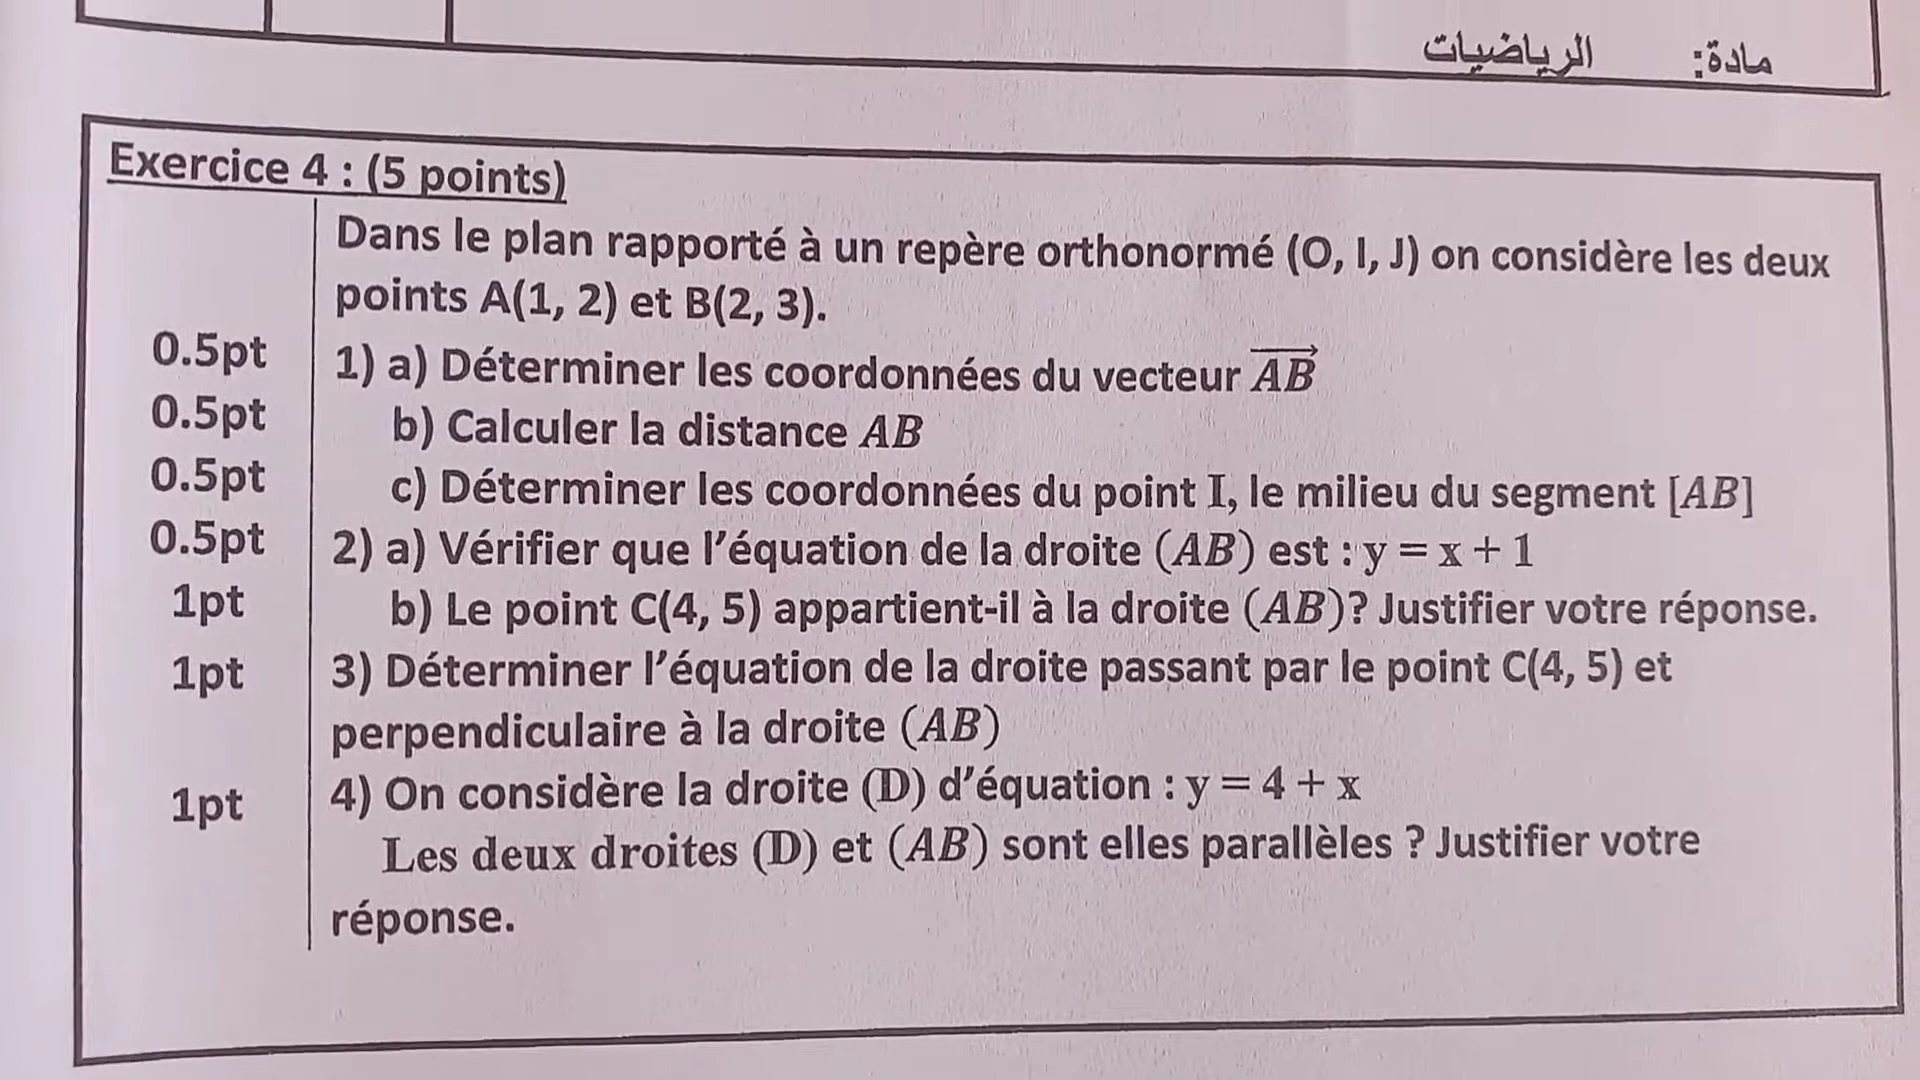 مادة: الرياضيات
Exercice 4 : (5 points)
Dans le plan rapporté à un repère orthonormé (O, I, J) on considère les deux
points A(1, 2) et B(2, 3).
0.5pt 1) a) Déterminer les coordonnées du vecteur $\overrightarrow{AB}$
0.5pt b) Calculer la distance AB
0.5pt c) Déterminer les coordonnées du point I, le milieu du segment [AB]
0.5pt 2) a) Vérifier que l’équation de la droite (AB) est : y = x + 1
1pt b) Le point C(4, 5) appartient-il à la droite (AB)? Justifier votre réponse.
1pt 3) Déterminer l’équation de la droite passant par le point C(4, 5) et
perpendiculaire à la droite (AB)
1pt 4) On considère la droite (D) d’équation : y = 4 + x
Les deux droites (D) et (AB) sont elles parallèles ? Justifier votre
réponse.